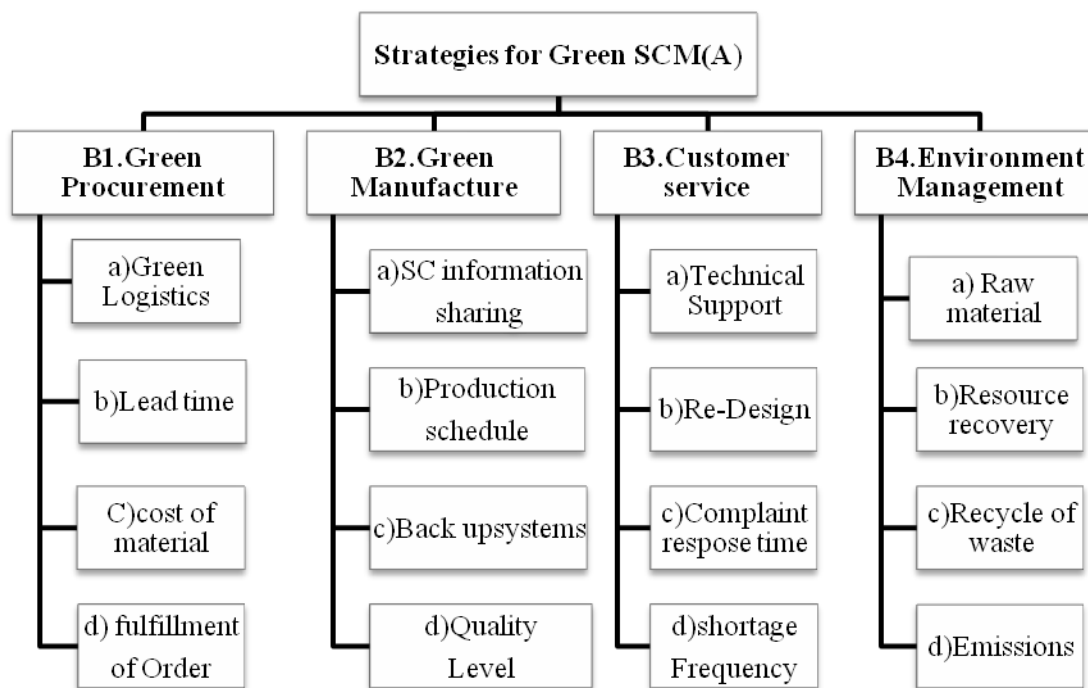 Strategies for Green SCM(A)
B1.Green
Procurement
a)Green
Logistics
b)Lead time
C)cost of
material
d) fulfillment
of Order
B2.Green
Manufacture
a)SC information
sharing
b)Production
schedule
c)Back upsystems
d)Quality
Level
B3.Customer
service
a)Technical
Support
b)Re-Design
c)Complaint
respose time
d)shortage
Frequency
B4.Environment
Management
a) Raw
material
b)Resource
recovery
c)Recycle of
waste
d)Emissions